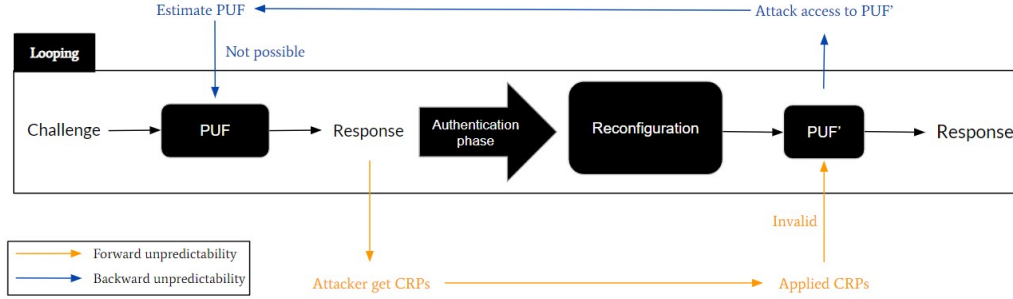 Estimate PUF
Attack access to PUF'
Not possible
Looping
Challenge
PUF
Response
Authentication
phase
Reconfiguration
PUF'
Response
Invalid
Forward unpredictability
Backward unpredictability
Attacker get CRPs
Applied CRPs